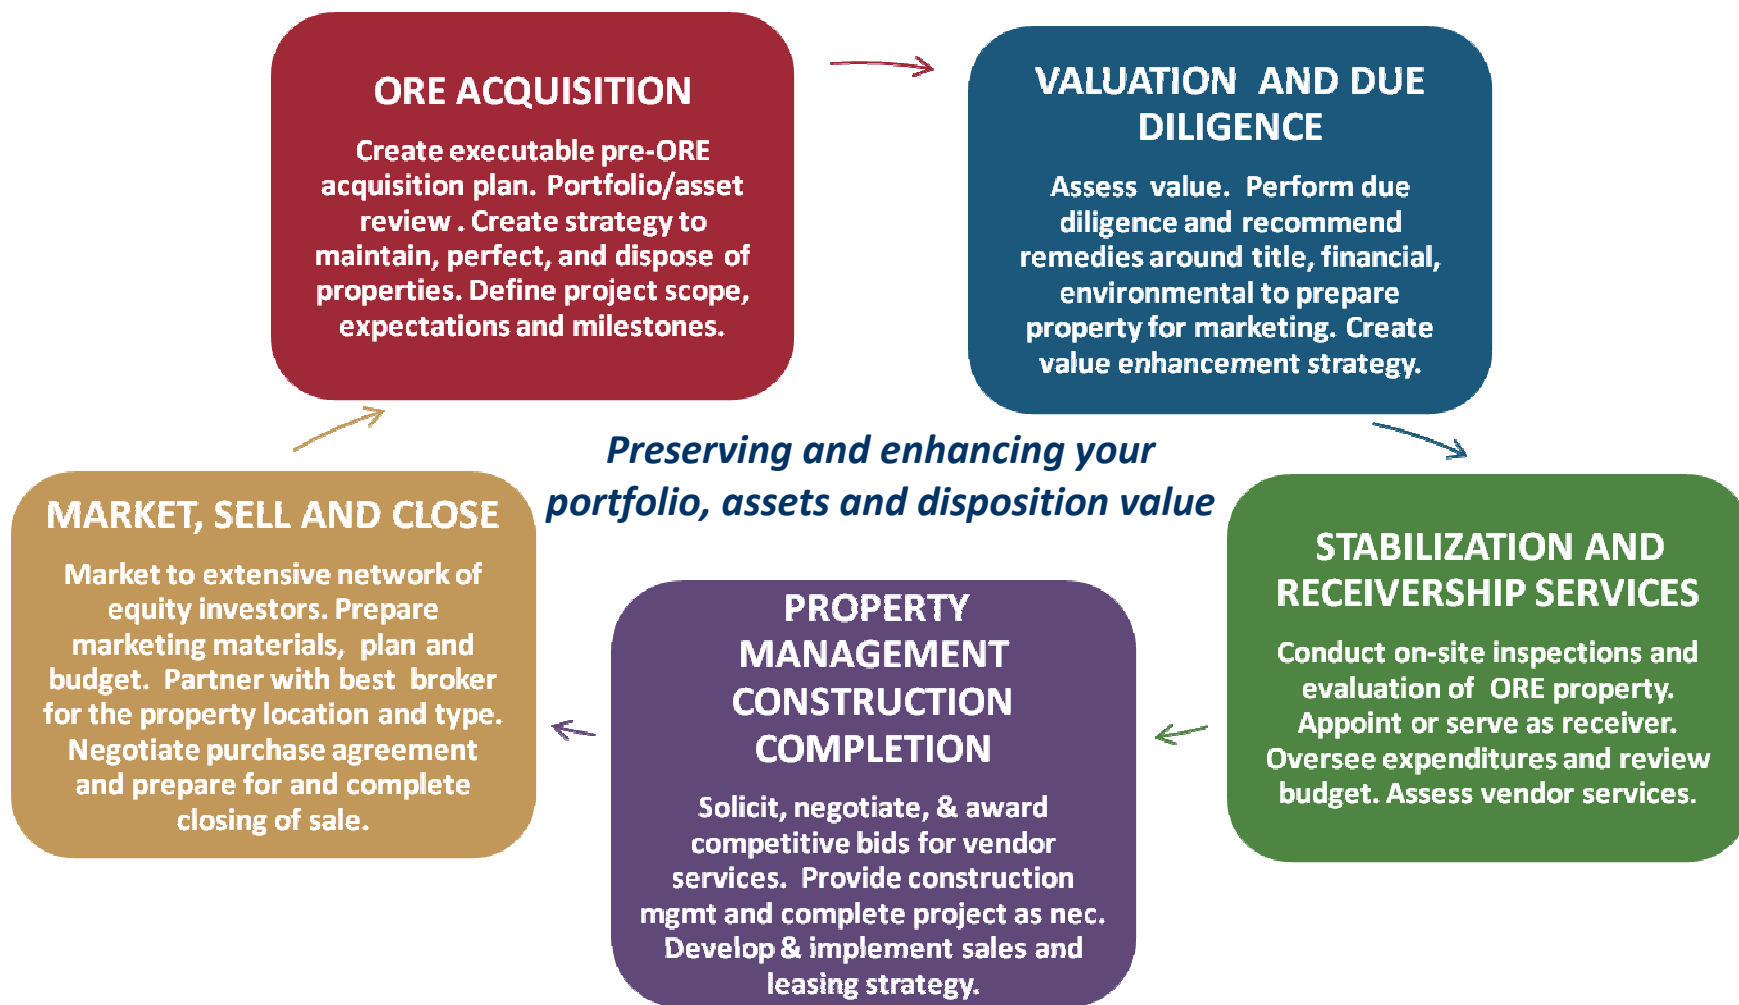 ORE ACQUISITION
Create executable pre-ORE
acquisition plan. Portfolio/asset
review . Create strategy to
maintain, perfect, and dispose of
properties. Define project scope,
expectations and milestones.
VALUATION AND DUE
DILIGENCE
Assess value. Perform due
diligence and recommend
remedies around title, financial,
environmental to prepare
property for marketing. Create
value enhancement strategy.
Preserving and enhancing your
portfolio, assets and disposition value
STABILIZATION AND
RECEIVERSHIP SERVICES
Conduct on-site inspections and
evaluation of ORE property.
Appoint or serve as receiver.
Oversee expenditures and review
budget. Assess vendor services.
PROPERTY
MANAGEMENT
CONSTRUCTION
COMPLETION
Solicit, negotiate, & award
competitive bids for vendor
services. Provide construction
mgmt and complete project as nec.
Develop & implement sales and
leasing strategy.
MARKET, SELL AND CLOSE
Market to extensive network of
equity investors. Prepare
marketing materials, plan and
budget. Partner with best broker
for the property location and type.
Negotiate purchase agreement
and prepare for and complete
closing of sale.